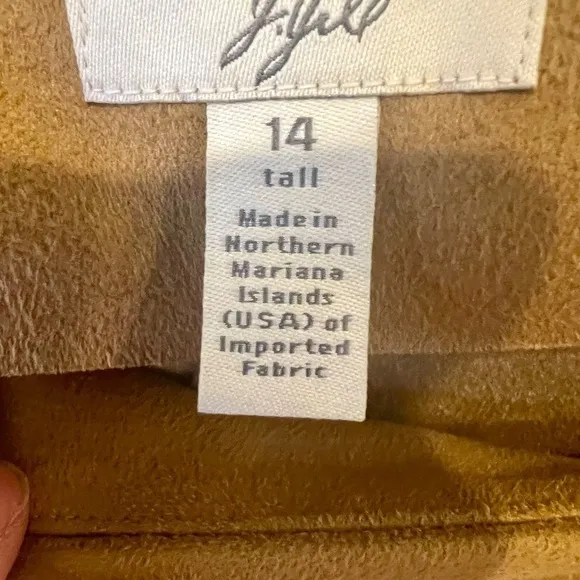 J.Jill
14
tall
Made in
Northern
Mariana
Islands
(USA) of
Imported
Fabric